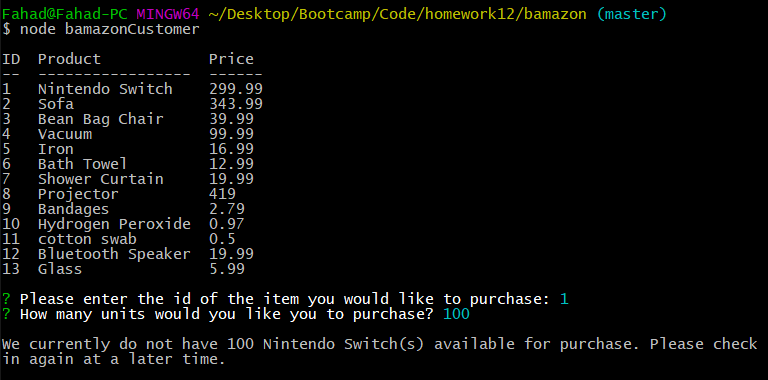 Fahad@Fahad-PC MINGW64 ~/Desktop/Bootcamp/Code/homework12/bamazon (master)
$ node bamazonCustomer
ID  Product            Price
--  -----------------  ------
1   Nintendo Switch    299.99
2   Sofa               343.99
3   Bean Bag Chair     39.99
4   Vacuum             99.99
5   Iron               16.99
6   Bath Towel         12.99
7   Shower Curtain     19.99
8   Projector          419
9   Bandages           2.79
10  Hydrogen Peroxide  0.97
11  cotton swab        0.5
12  Bluetooth Speaker  19.99
13  Glass              5.99
? Please enter the id of the item you would like to purchase: 1
? How many units would you like you to purchase? 100
We currently do not have 100 Nintendo Switch(s) available for purchase. Please check
in again at a later time.